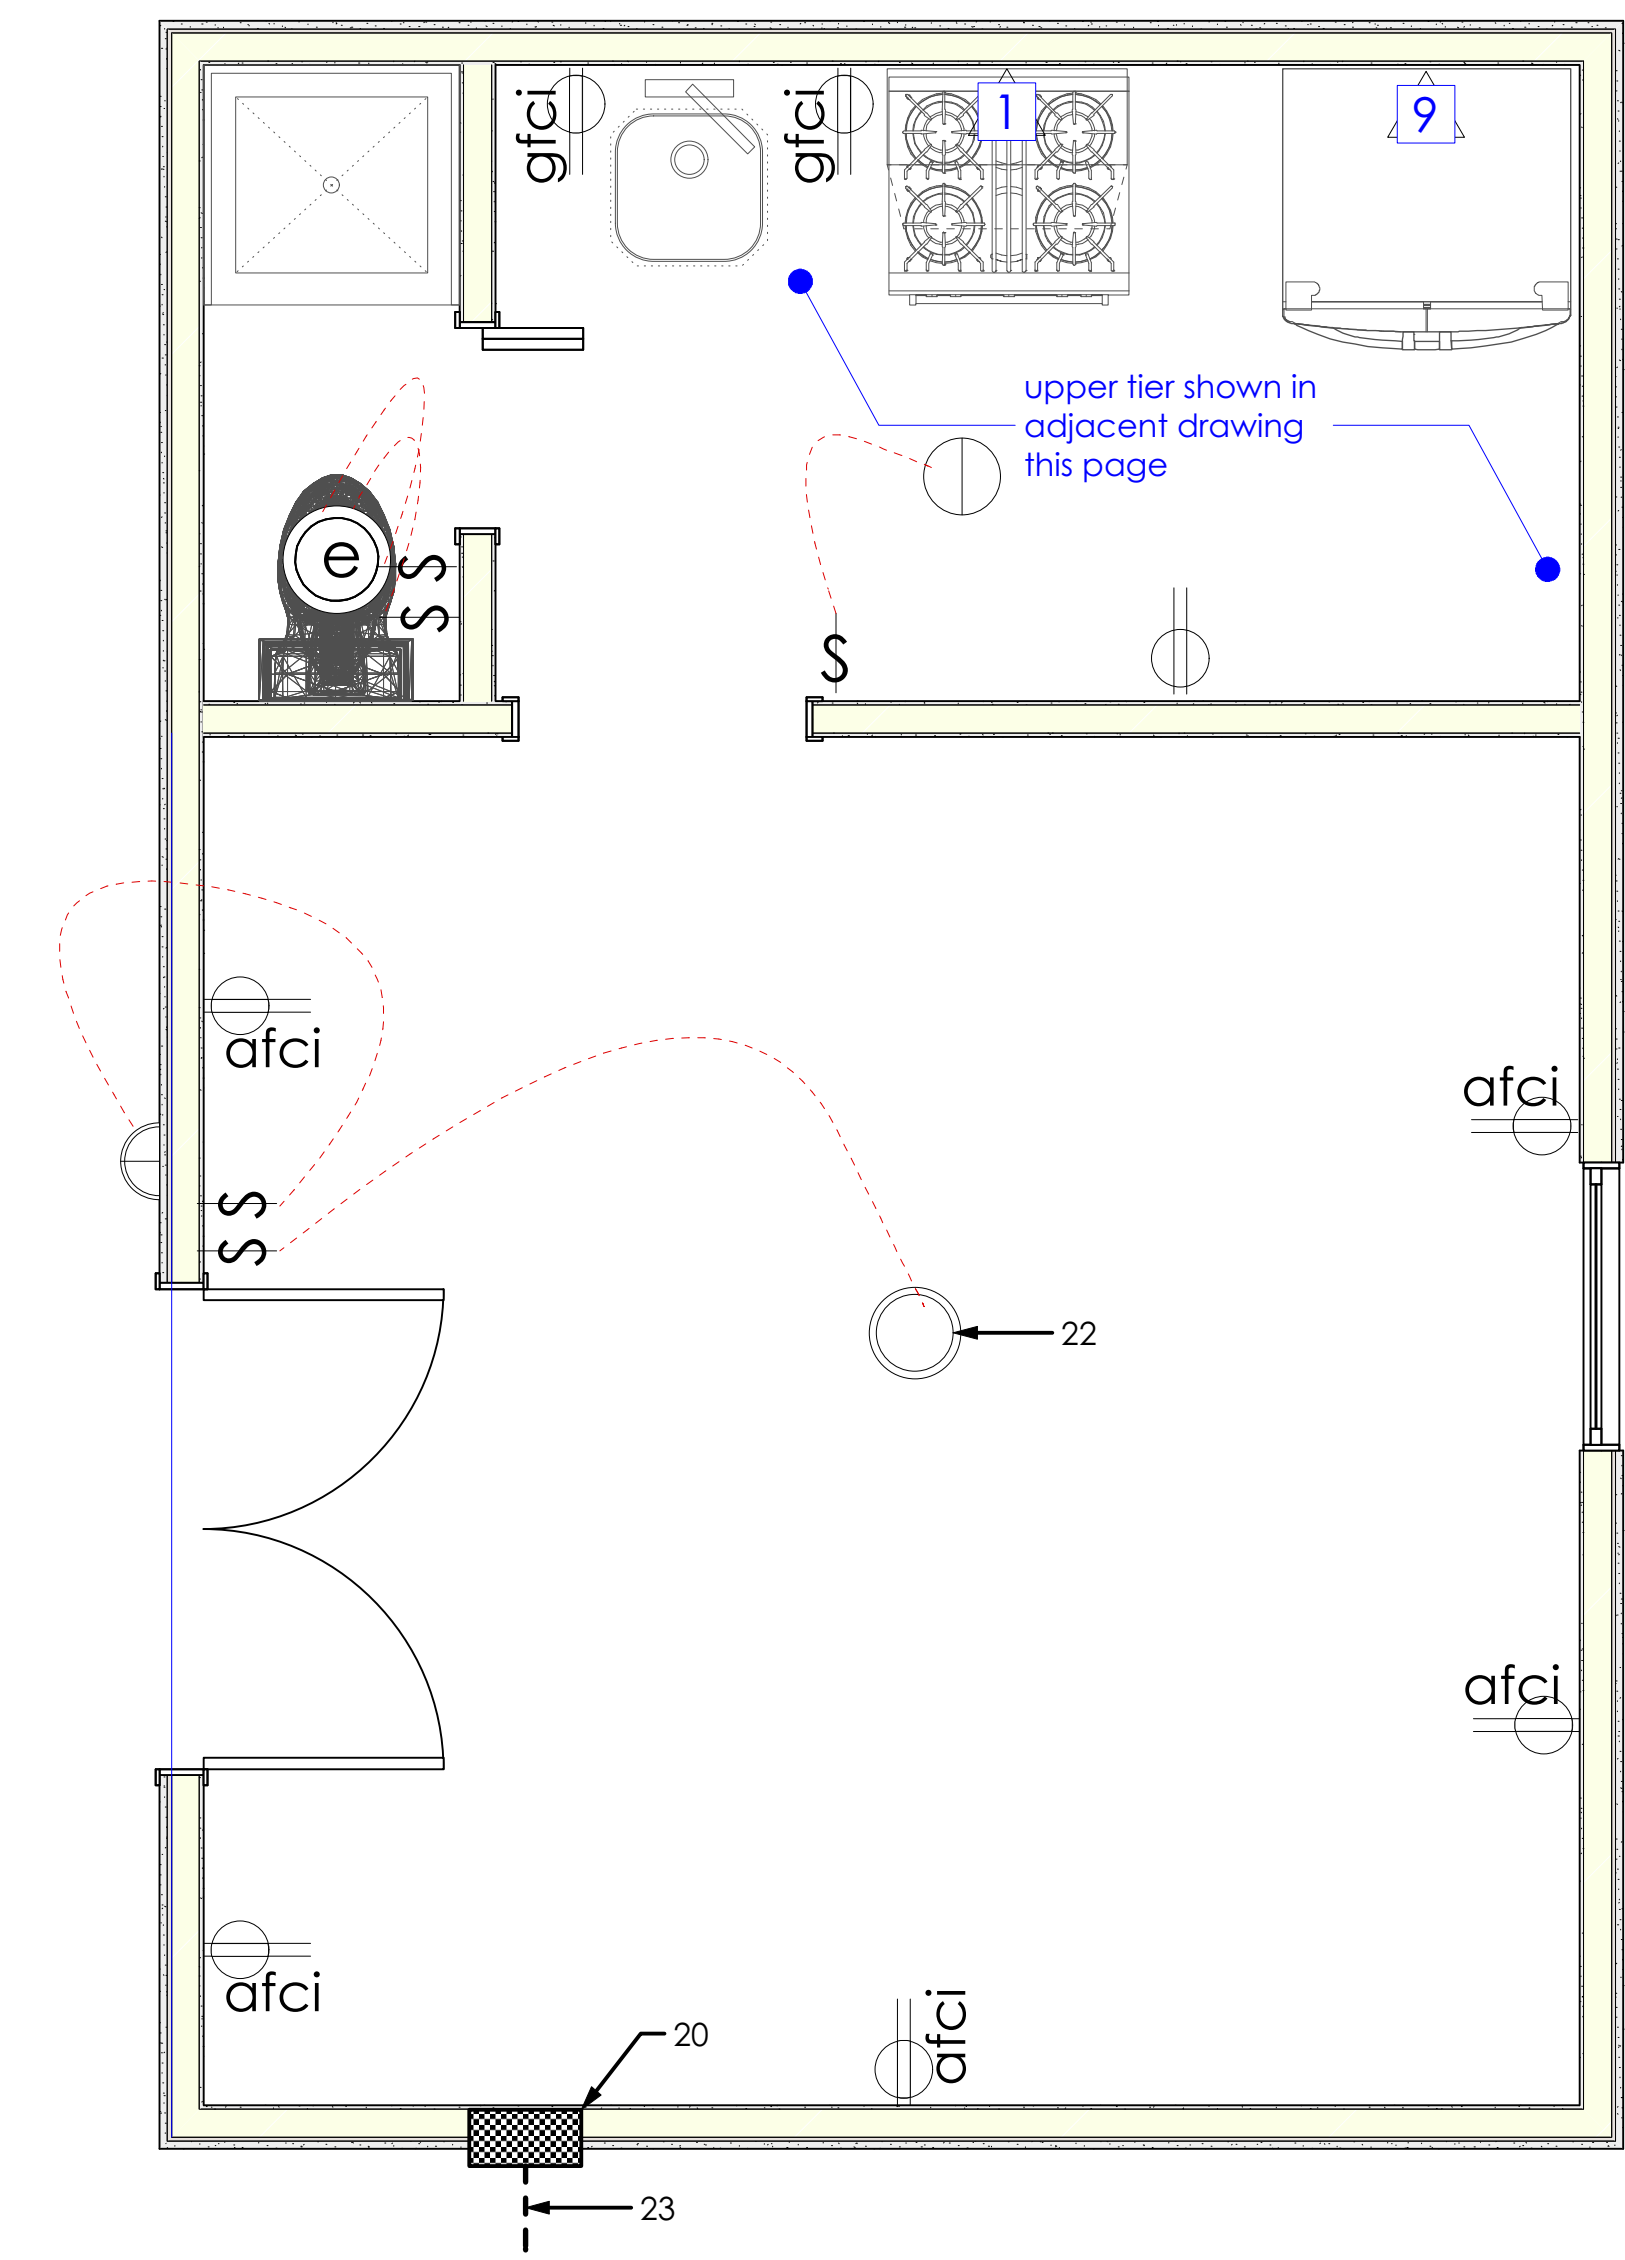 gfci
gfci
1
9
upper tier shown in
adjacent drawing
this page
e
S
S
S
afci
afci
S
S
22
afci
afci
afci
20
23